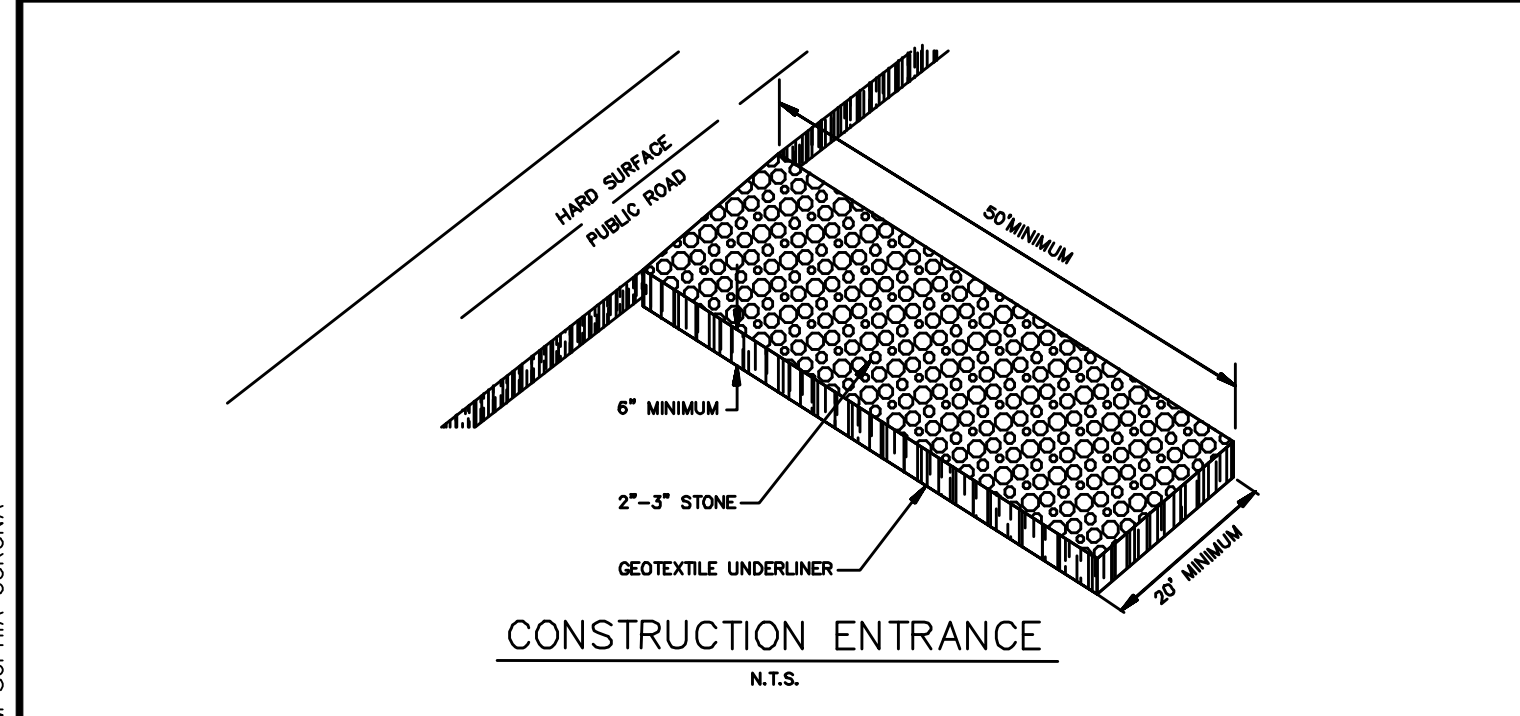 HARD SURFACE
PUBLIC ROAD
50'MINIMUM
6" MINIMUM
2"-3" STONE
GEOTEXTILE UNDERLINER
20' MINIMUM
CONSTRUCTION ENTRANCE
N.T.S.